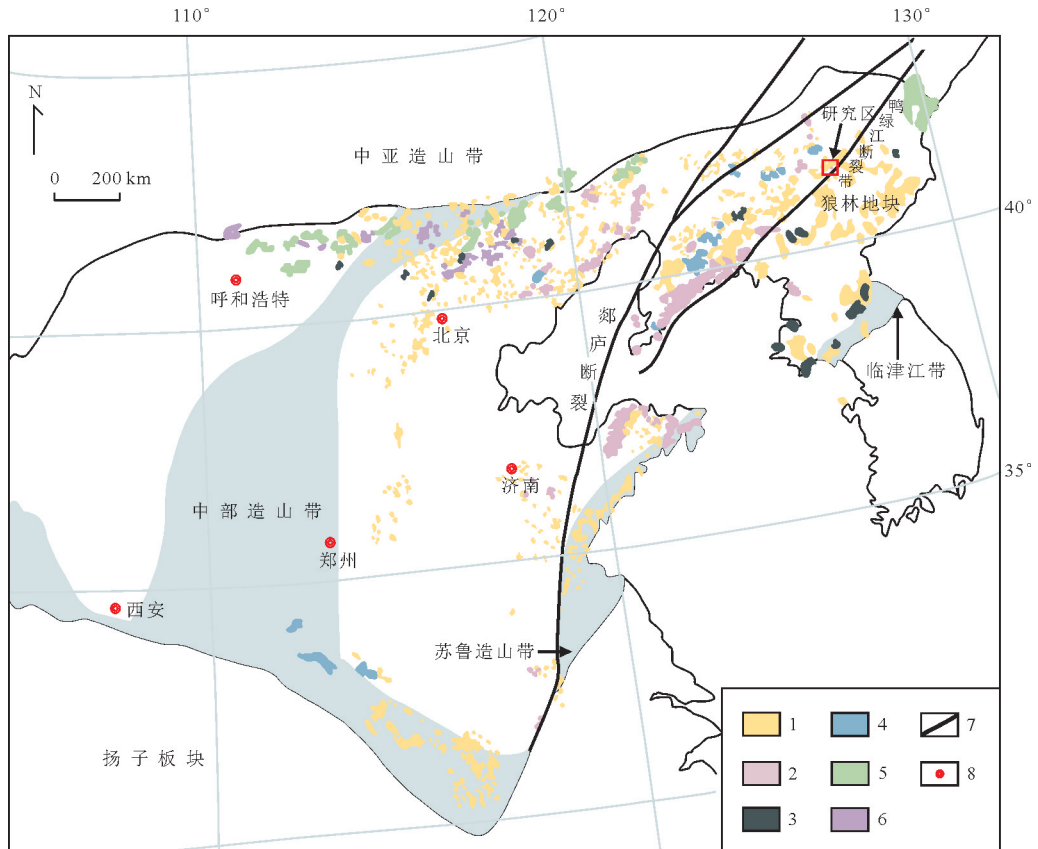 110°
120°
130°
N
0 200 km
中亚造山带
研究区
鸭绿江断裂带
狼林地块
40°
呼和浩特
北京
郯庐断裂
临津江带
35°
济南
中部造山带
郑州
西安
苏鲁造山带
扬子板块
1
4
7
2
5
8
3
6